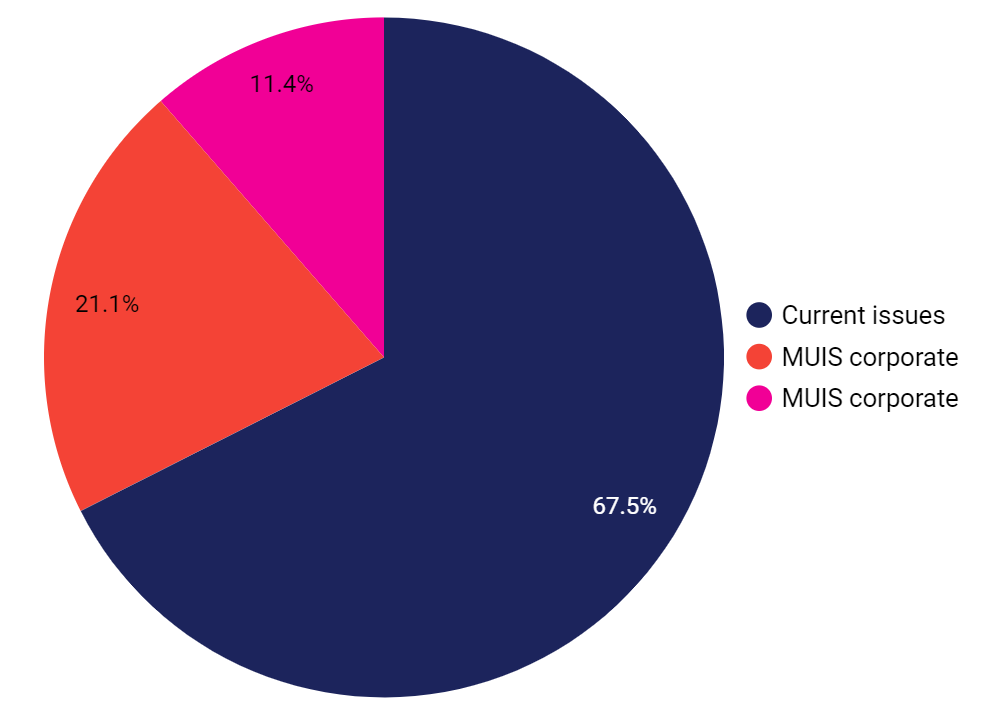 11.4%
21.1%
67.5%
Current issues
MUIS corporate
MUIS corporate